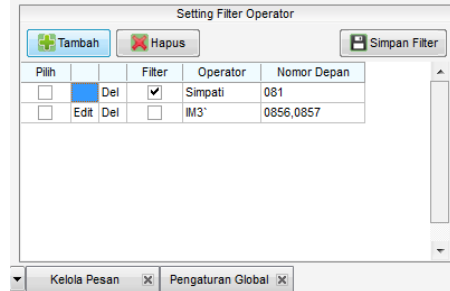 Setting Filter Operator
Tambah Hapus Simpan Filter
Pilih Filter Operator Nomor Depan
Del Simpati 081
Edit Del IM3` 0856,0857
Kelola Pesan Pengaturan Global